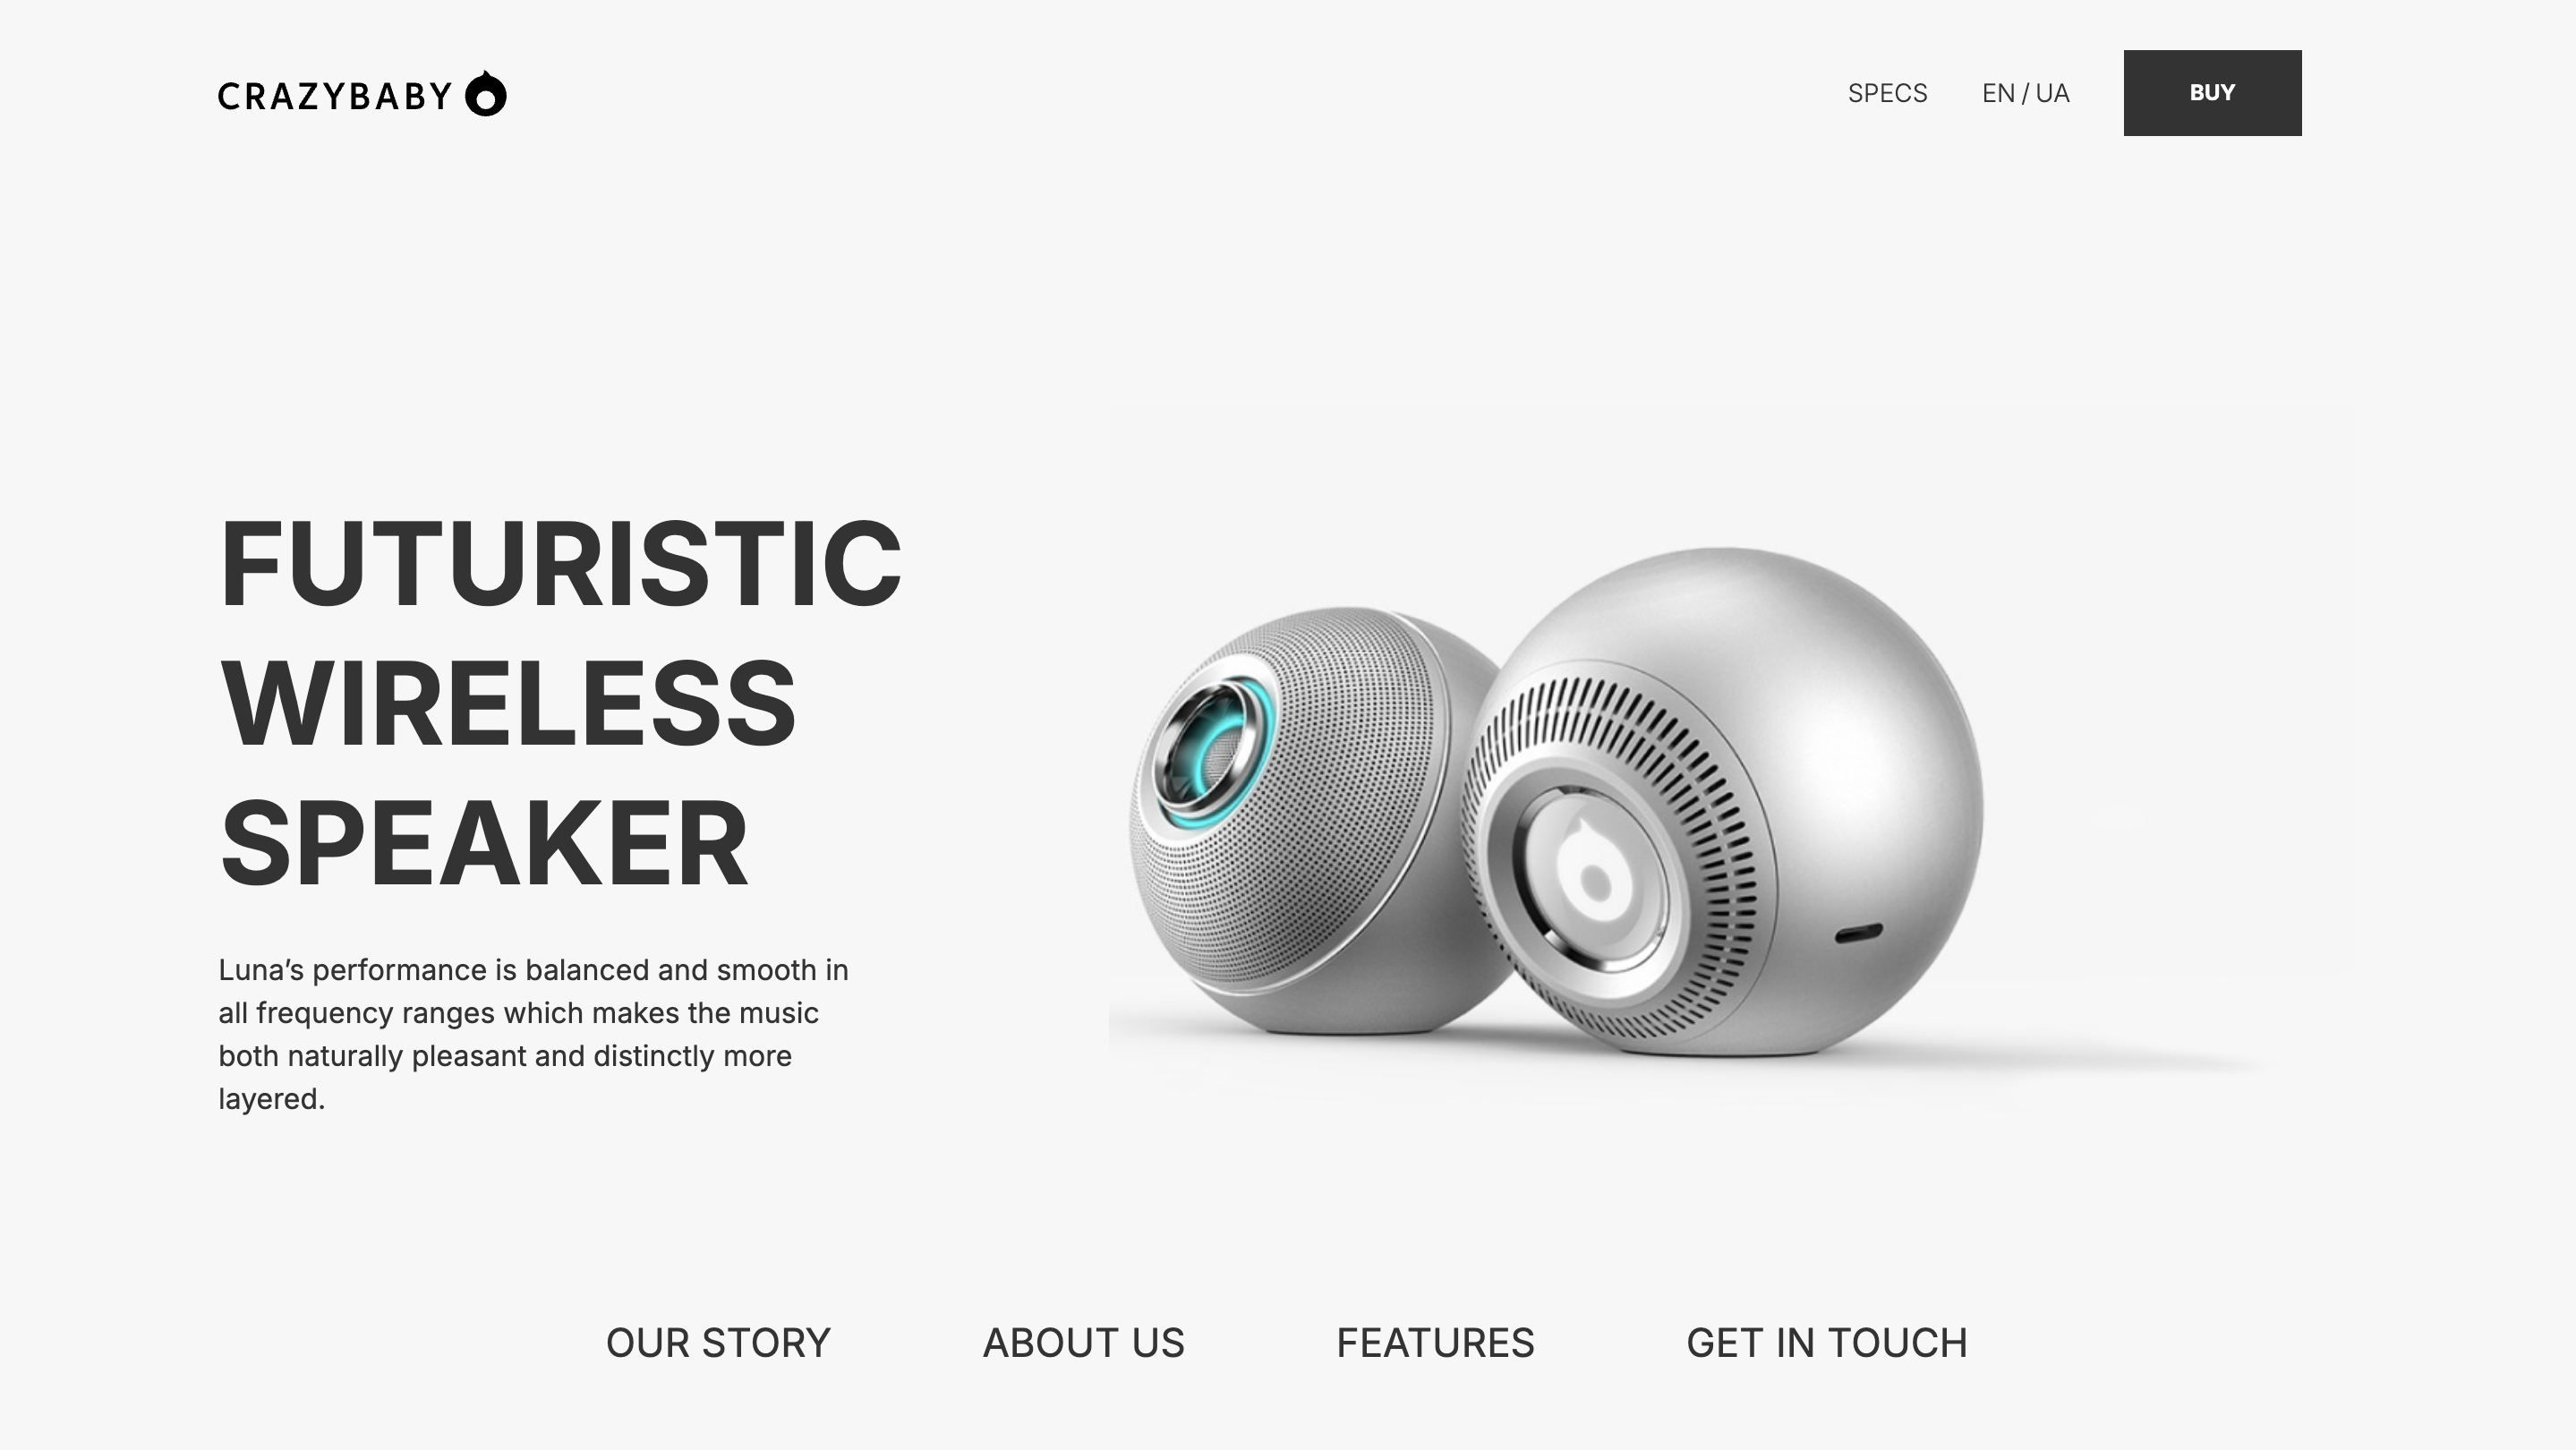 CRAZYBABY
SPECS
EN / UA
BUY
FUTURISTIC
WIRELESS
SPEAKER
Luna’s performance is balanced and smooth in
all frequency ranges which makes the music
both naturally pleasant and distinctly more
layered.
OUR STORY
ABOUT US
FEATURES
GET IN TOUCH